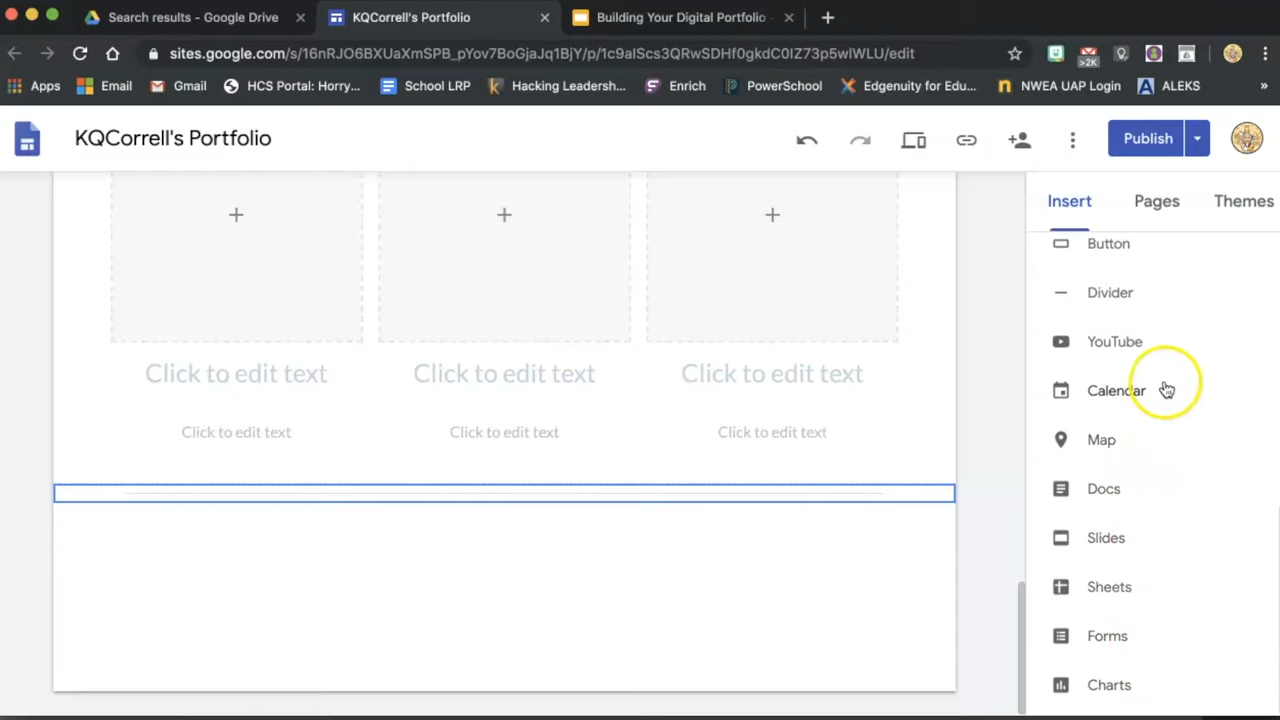 Search results - Google Drive
KQCorrell's Portfolio
Building Your Digital Portfolio -
sites.google.com/s/16nRJO6BXUaXmSPB_pYov7BoGjaJq1BjY/p/1c9alScs3QRwSDHf0gkdC0IZ73p5wlWLU/edit
>2K
Apps
Email
Gmail
HCS Portal: Horry...
School LRP
Hacking Leadersh...
Enrich
PowerSchool
Edgenuity for Edu...
NWEA UAP Login
ALEKS
»
KQCorrell's Portfolio
Publish
Insert
Pages
Themes
Button
Divider
YouTube
Calendar
Map
Docs
Slides
Sheets
Forms
Charts
Click to edit text
Click to edit text
Click to edit text
Click to edit text
Click to edit text
Click to edit text